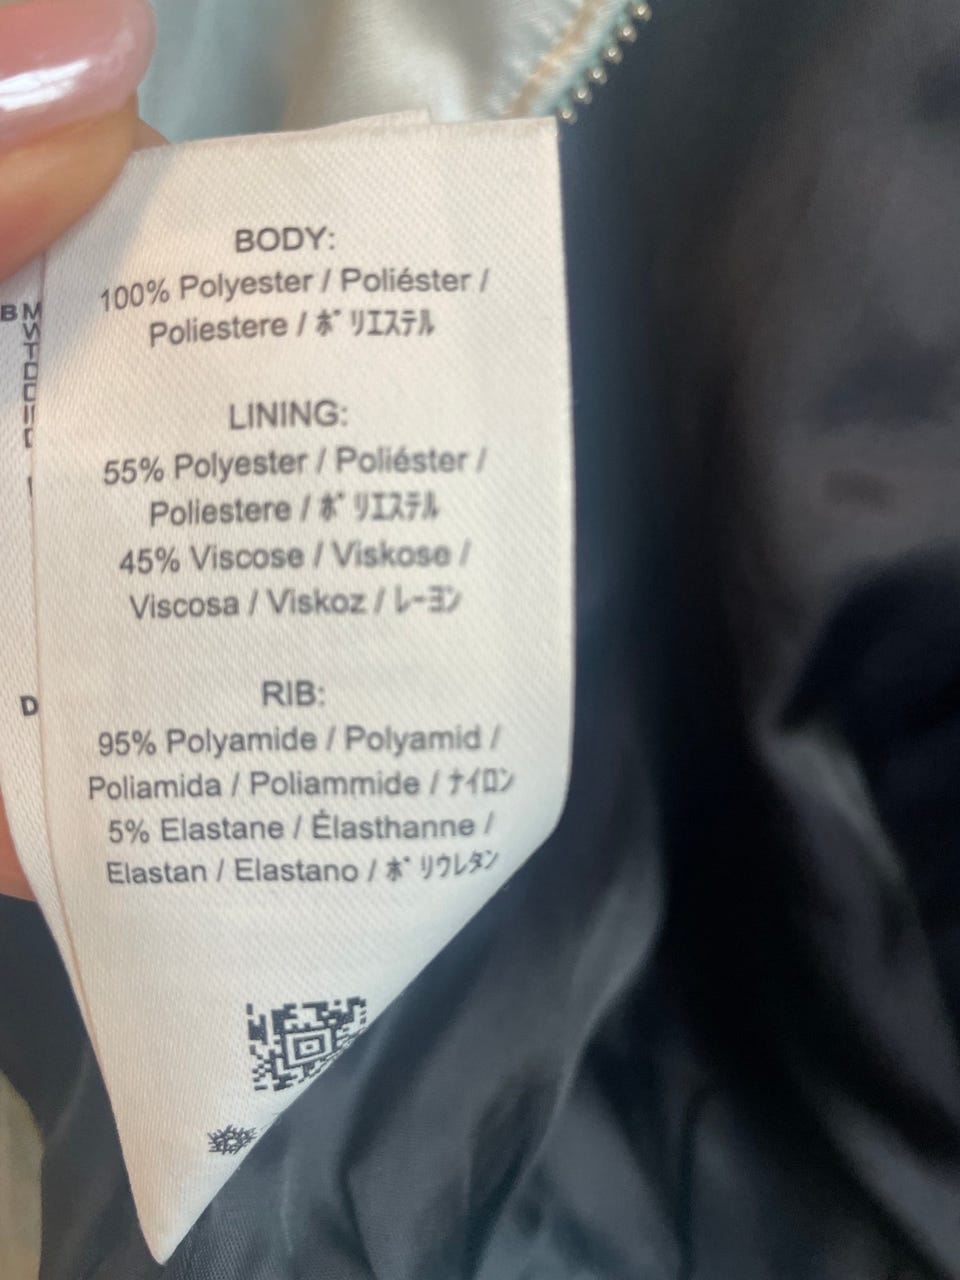 BODY:
100% Polyester / Poliéster /
Poliestere / ポリエステル
LINING:
55% Polyester / Poliéster /
Poliestere / ポリエステル
45% Viscose / Viskose /
Viscosa / Viskoz / レーヨン
RIB:
95% Polyamide / Polyamid /
Poliamida / Poliammide / ナイロン
5% Elastane / Élasthanne /
Elastan / Elastano / ポリウレタン